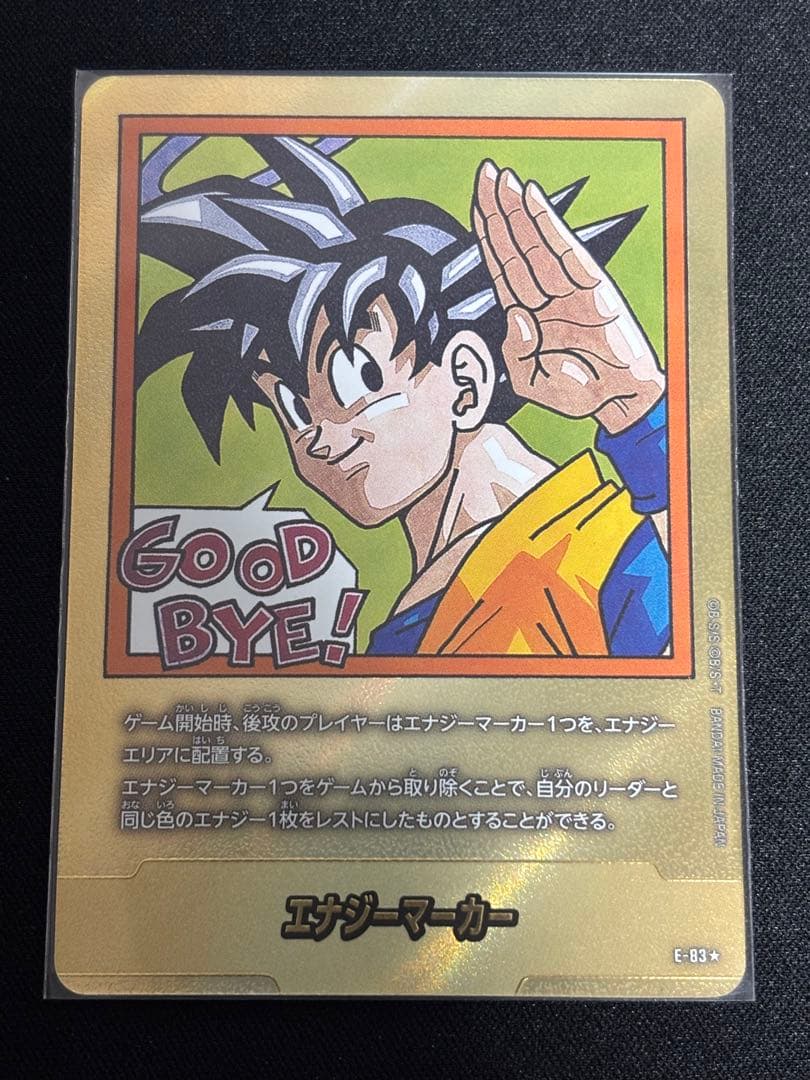 GOOD
BYE!
ゲーム開始時、後攻のプレイヤーはエナジーマーカー1つを、エナジー
エリアに配置する。
エナジーマーカー1つをゲームから取り除くことで、自分のリーダーと
同じ色のエナジー1枚をレストにしたものとすることができる。
エナジーマーカー
E-83★
©B.S/S ©B/S・T BANDAI MADE IN JAPAN